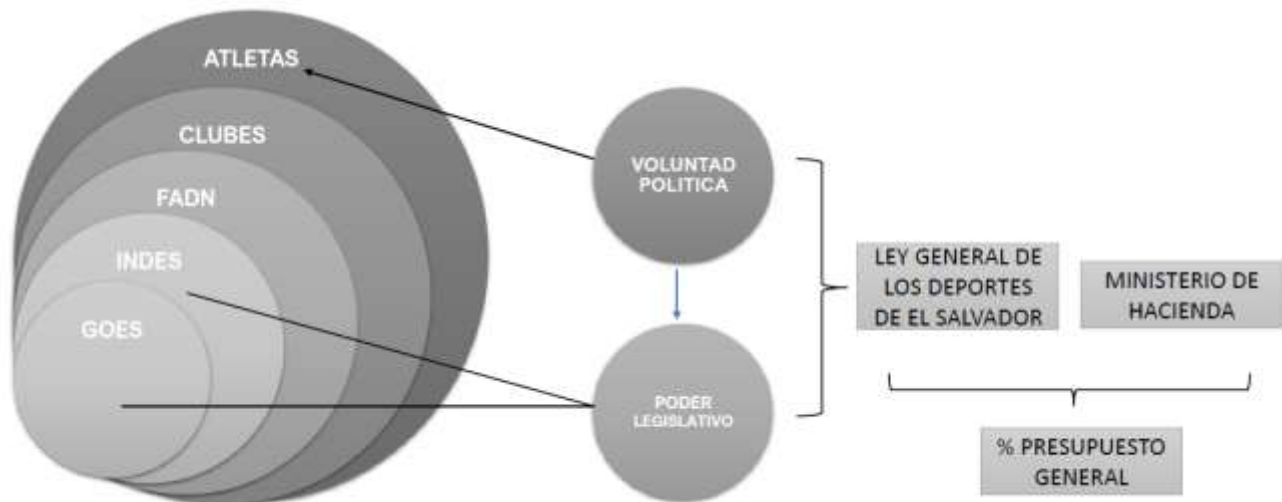 ATLETAS
CLUBES
FADN
INDES
GOES
VOLUNTAD
POLITICA
PODER
LEGISLATIVO
LEY GENERAL DE
LOS DEPORTES
DE EL SALVADOR
MINISTERIO DE
HACIENDA
% PRESUPUESTO
GENERAL